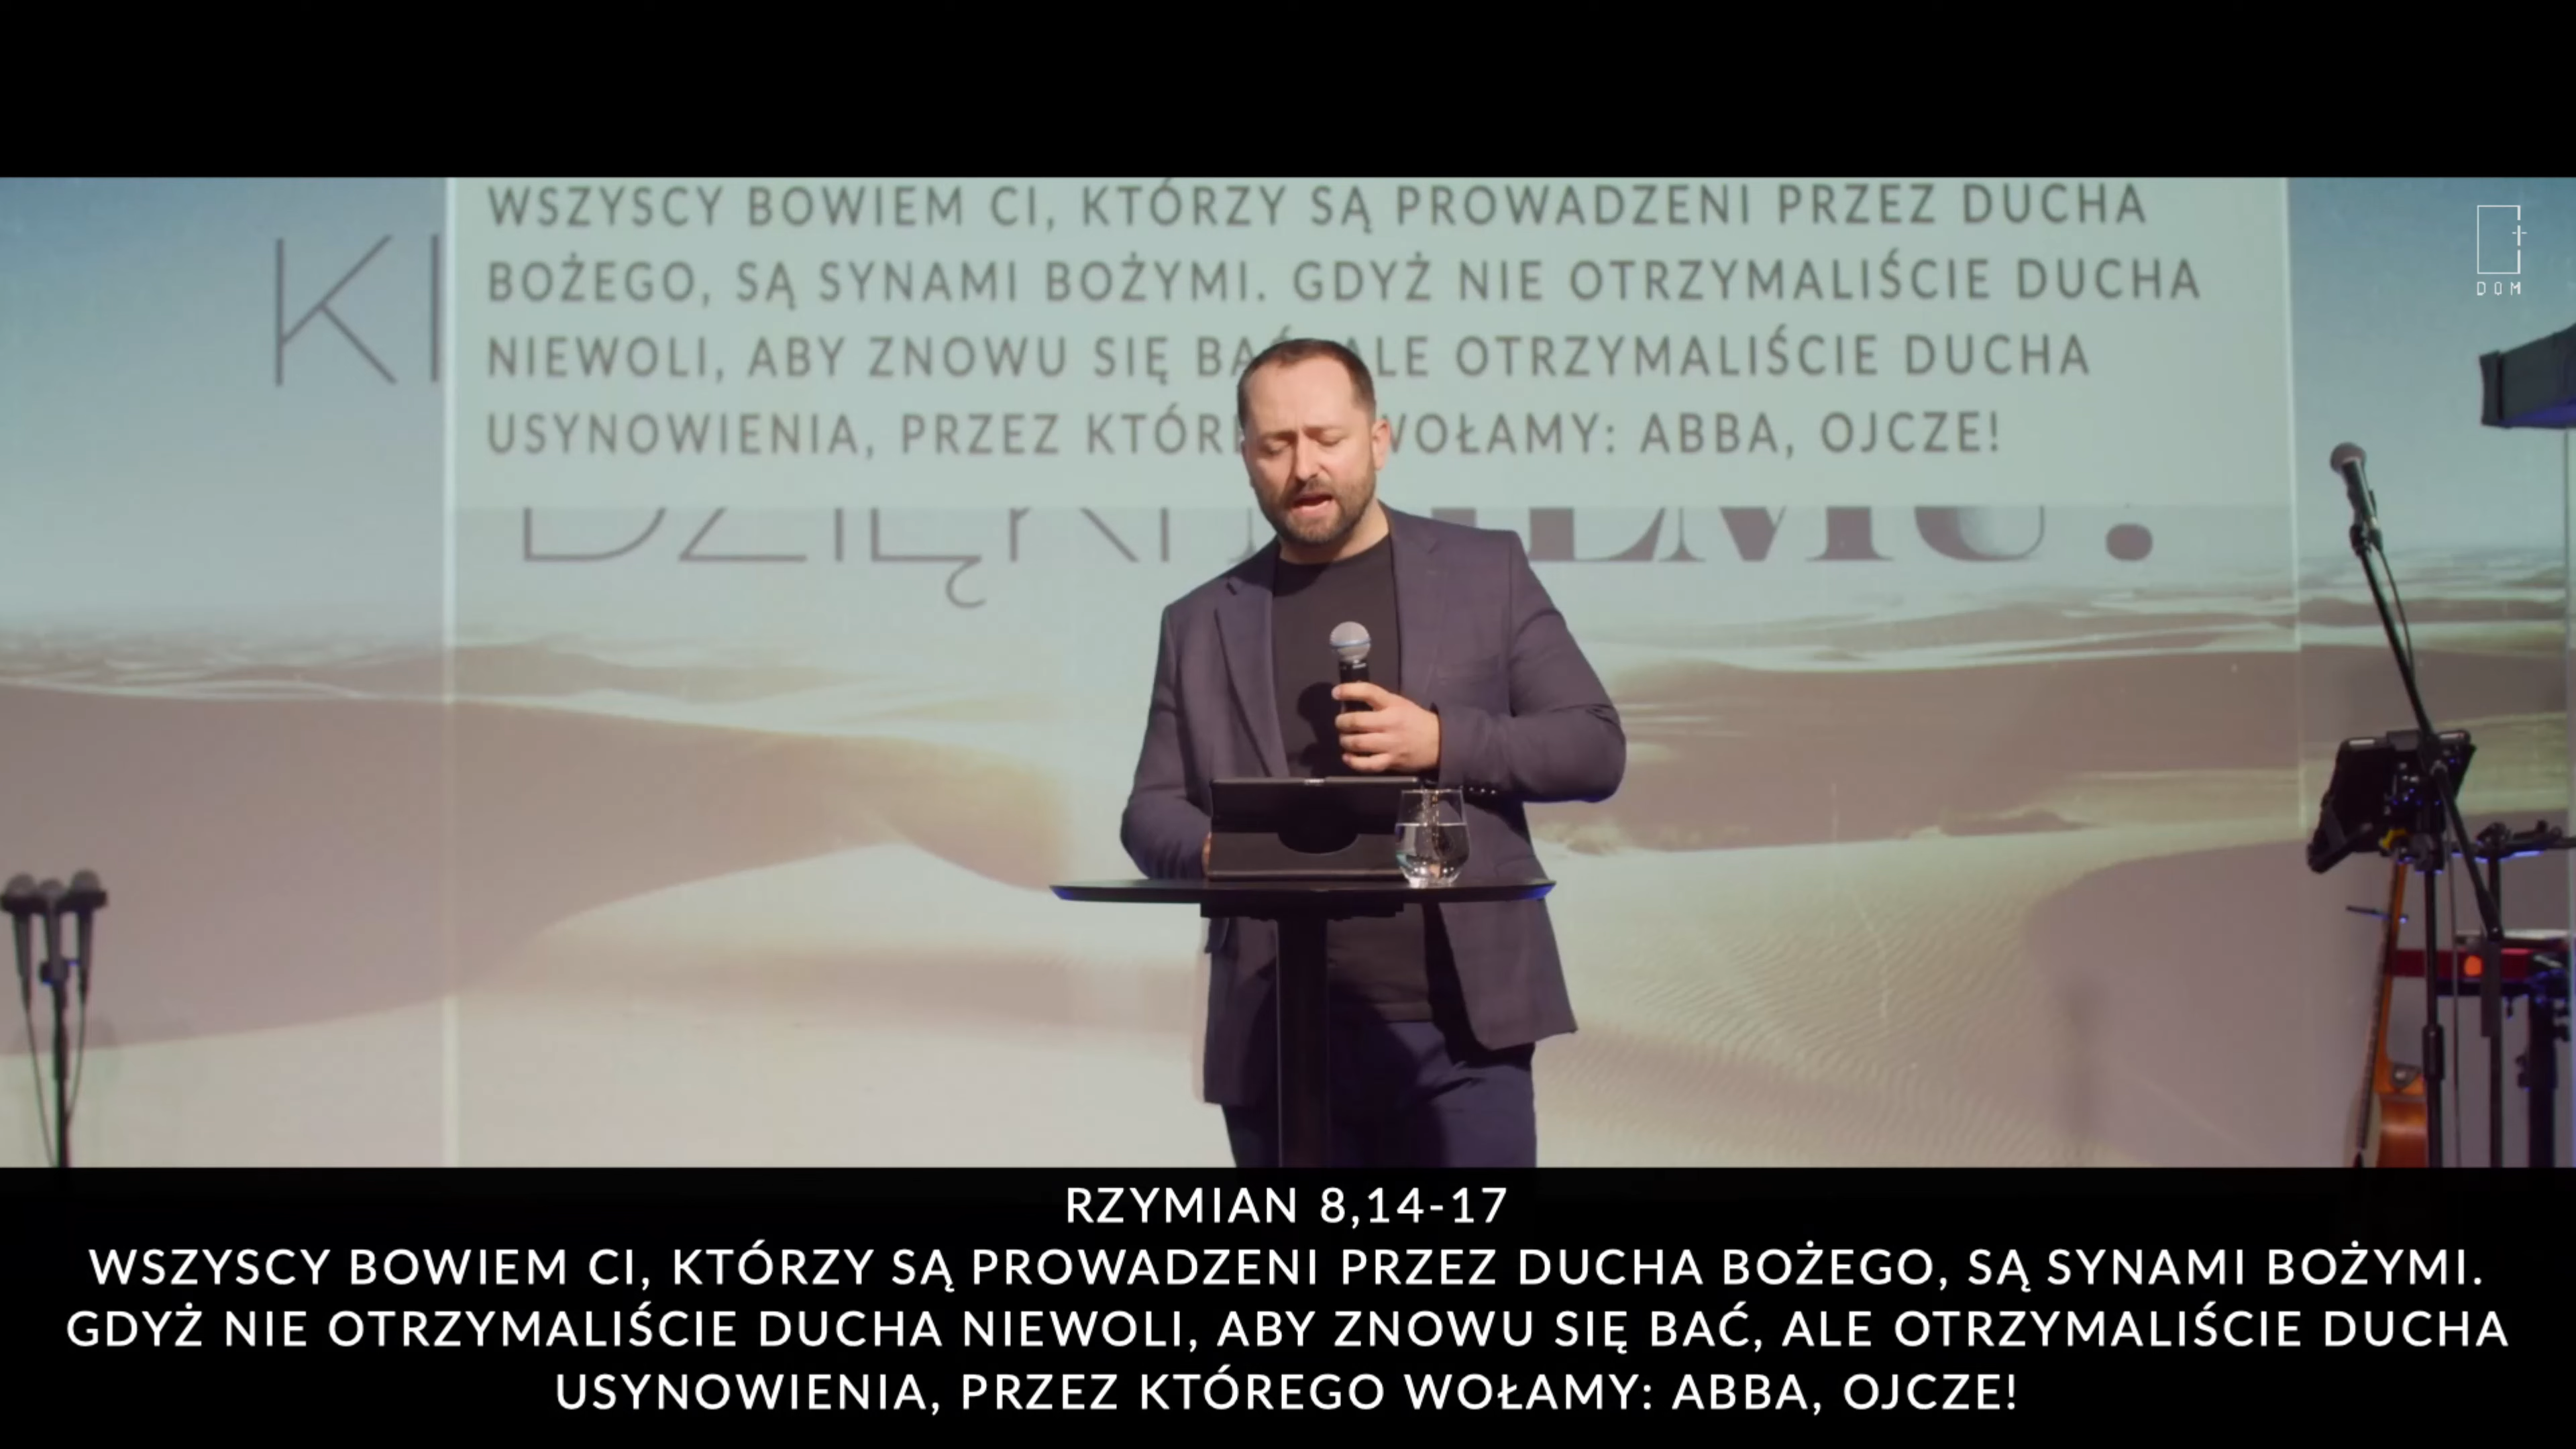 WSZYSCY BOWIEM CI, KTÓRZY SĄ PROWADZENI PRZEZ DUCHA
BOŻEGO, SĄ SYNAMI BOŻYMI. GDYŻ NIE OTRZYMALIŚCIE DUCHA
NIEWOLI, ABY ZNOWU SIĘ BAĆ ALE OTRZYMALIŚCIE DUCHA
USYNOWIENIA, PRZEZ WOŁAMY: ABBA, OJCZE!
DZIĘKI
DOM
RZYMIAN 8,14-17
WSZYSCY BOWIEM CI, KTÓRZY SĄ PROWADZENI PRZEZ DUCHA BOŻEGO, SĄ SYNAMI BOŻYMI.
GDYŻ NIE OTRZYMALIŚCIE DUCHA NIEWOLI, ABY ZNOWU SIĘ BAĆ, ALE OTRZYMALIŚCIE DUCHA
USYNOWIENIA, PRZEZ KTÓREGO WOŁAMY: ABBA, OJCZE!